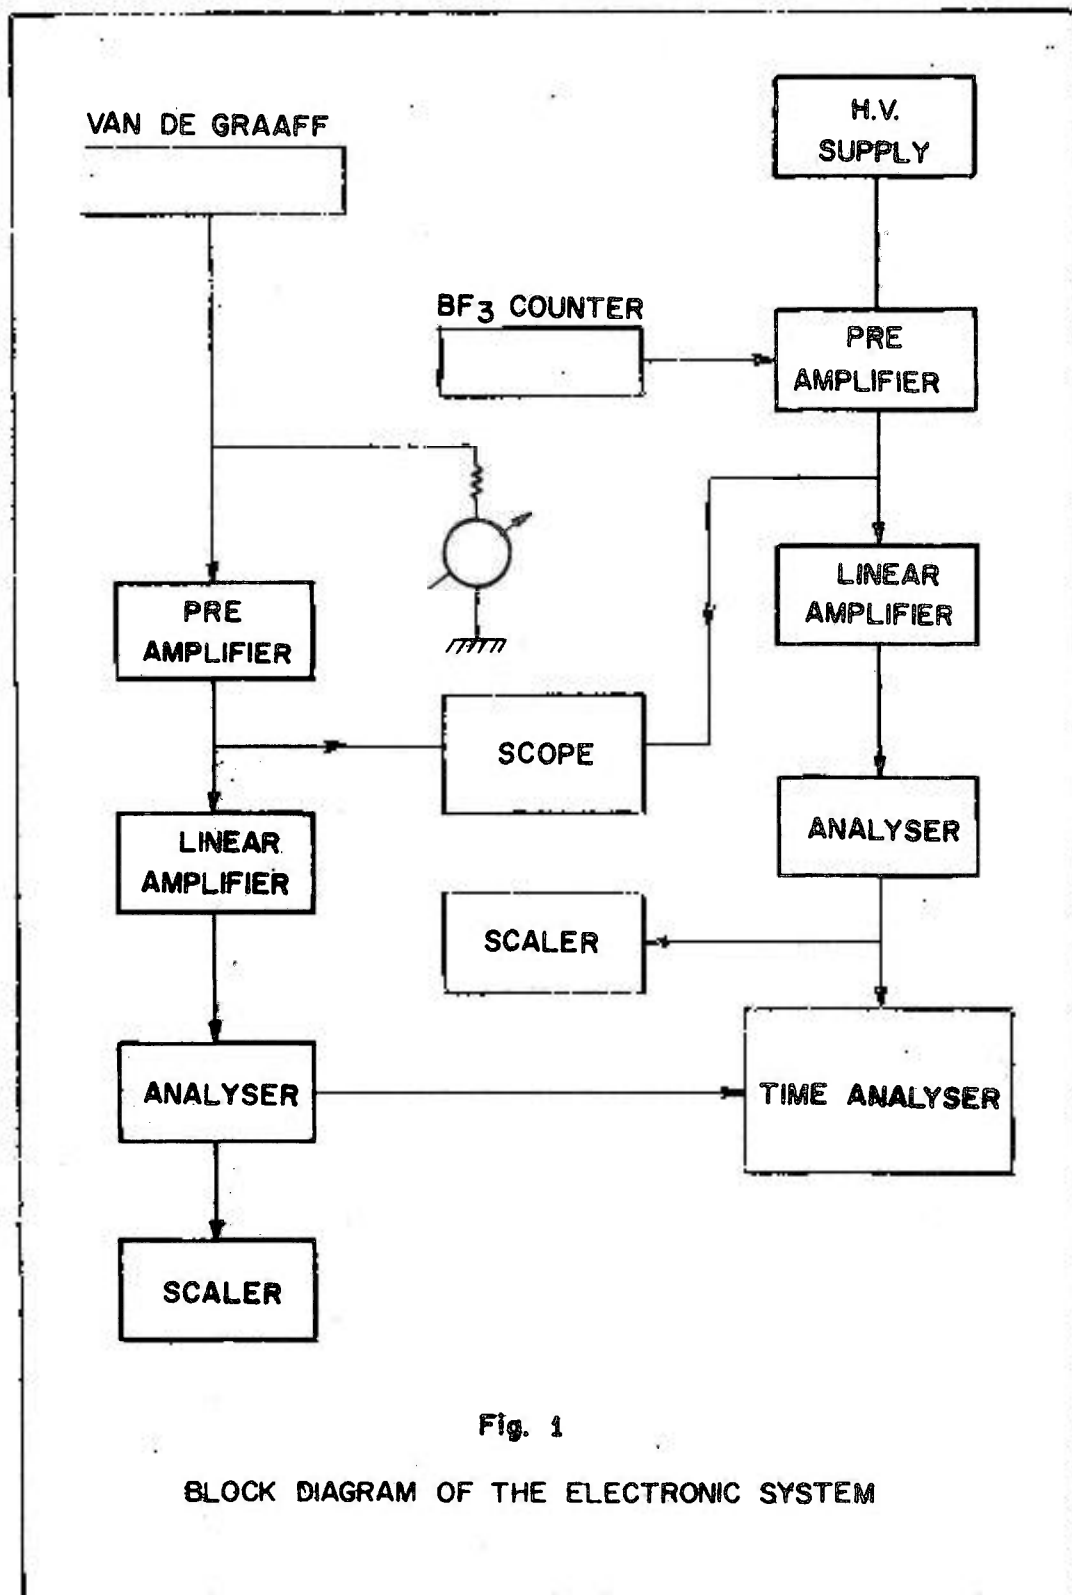 VAN DE GRAAFF
H.V.
SUPPLY
BF3 COUNTER
PRE
AMPLIFIER
LINEAR
AMPLIFIER
PRE
AMPLIFIER
SCOPE
ANALYSER
LINEAR
AMPLIFIER
SCALER
ANALYSER
TIME ANALYSER
SCALER
Fig. 1
BLOCK DIAGRAM OF THE ELECTRONIC SYSTEM